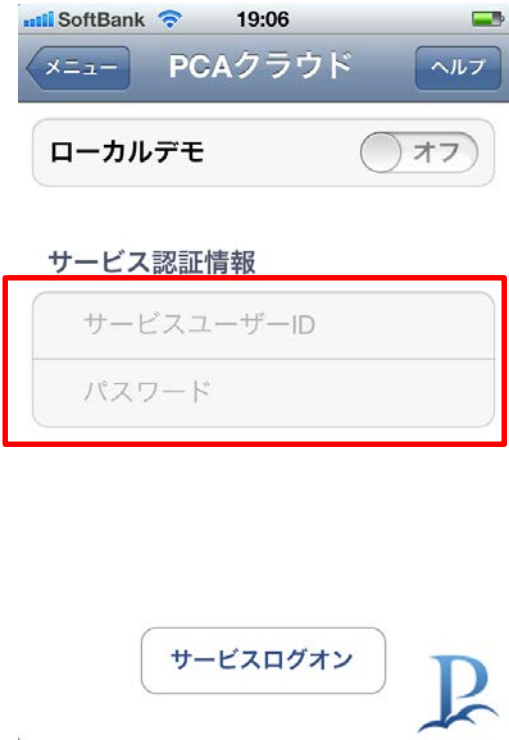 SoftBank 19:06
メニュー PCAクラウド ヘルプ
ローカルデモ オフ
サービス認証情報
サービスユーザーID
パスワード
サービスログオン
P